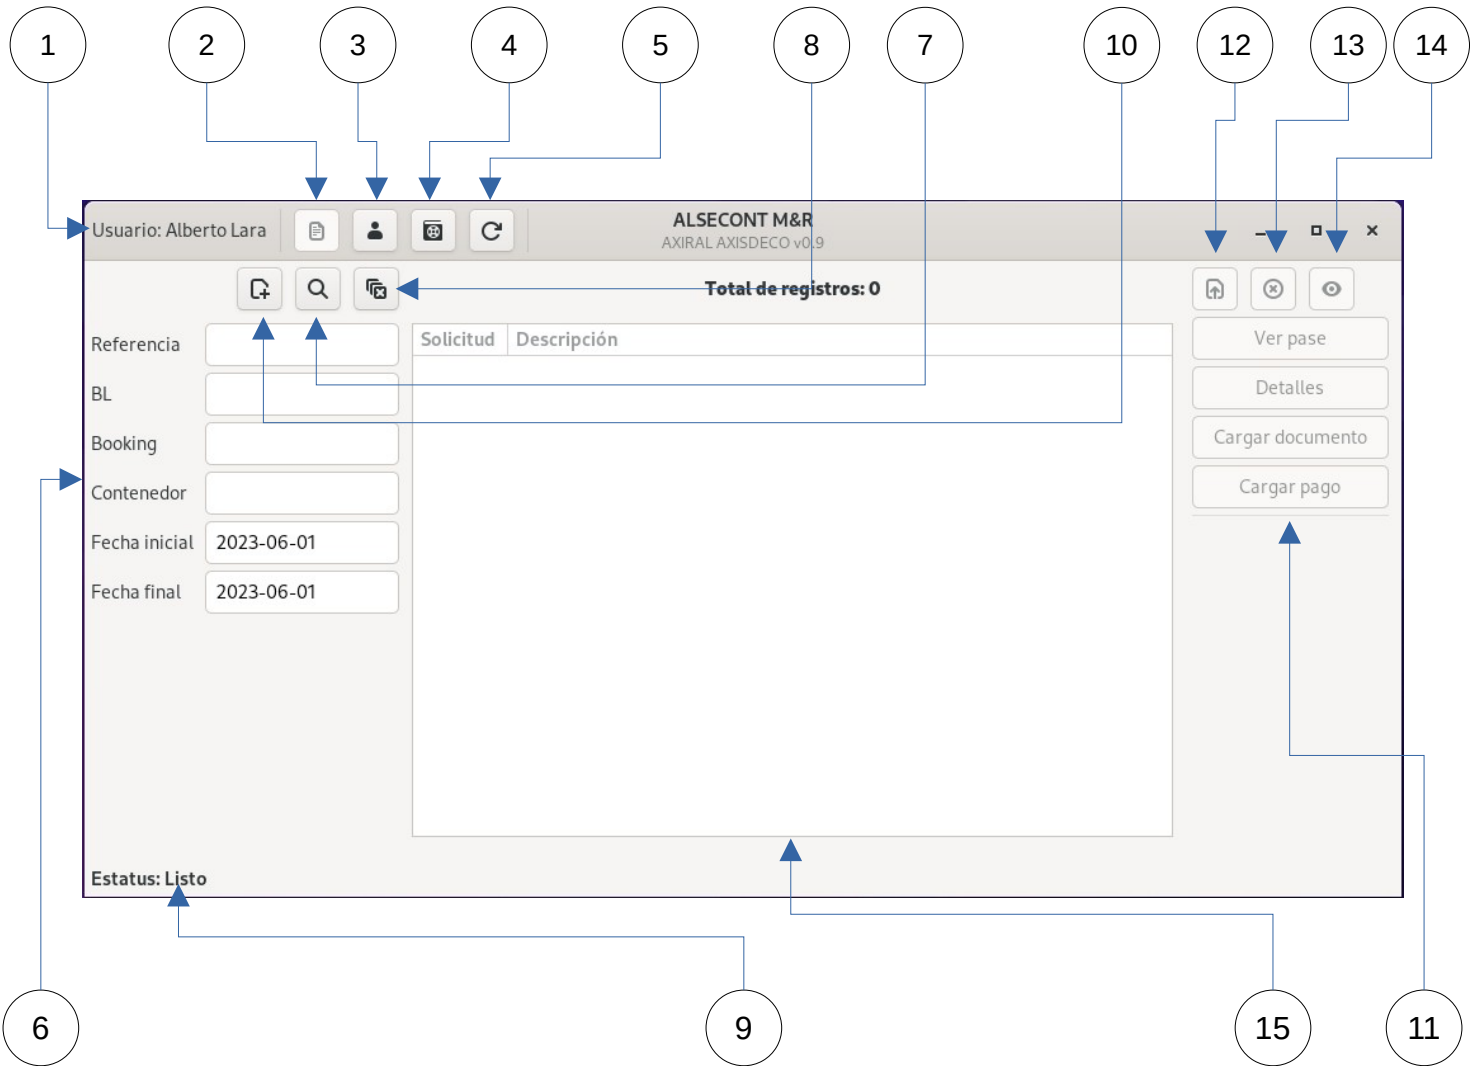 1
2
3
4
5
8
7
10
12
13
14
Usuario: Alberto Lara
ALSECONT M&R
AXIRAL AXISDECO v0.9
Total de registros: 0
Referencia
Solicitud
Descripción
Ver pase
BL
Detalles
Booking
Cargar documento
Contenedor
Cargar pago
Fecha inicial
2023-06-01
Fecha final
2023-06-01
Estatus: Listo
6
9
15
11